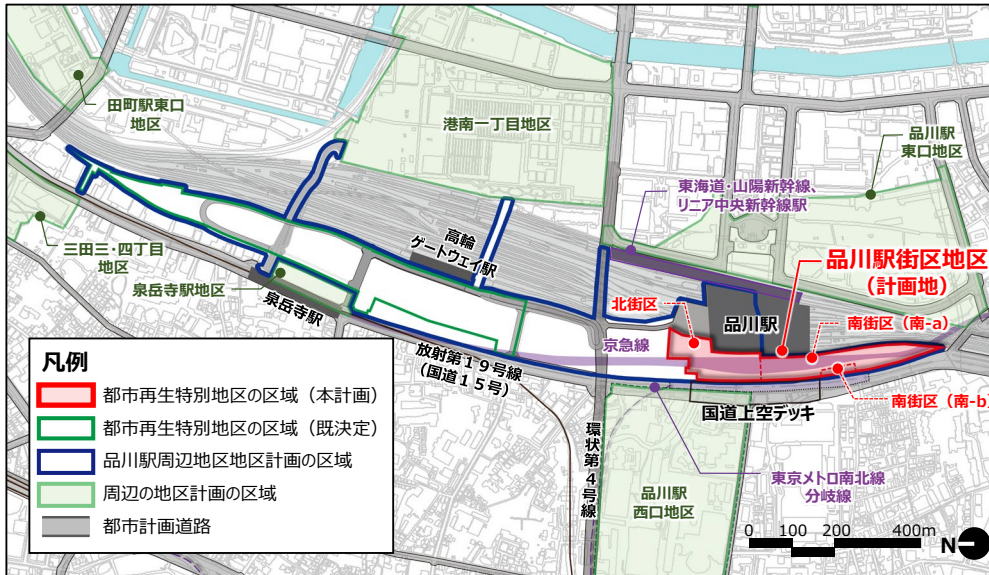 田町駅東口
地区
港南一丁目地区
品川駅
東口地区
東海道・山陽新幹線、
リニア中央新幹線駅
三田三・四丁目
地区
高輪
ゲートウェイ駅
品川駅街区地区
(計画地)
泉岳寺駅地区
泉岳寺駅
北街区
品川駅
南街区(南-a)
京急線
放射第19号線
(国道15号)
南街区(南-b)
国道上空デッキ
環状第4号線
東京メトロ南北線
分岐線
品川駅
西口地区
凡例
都市再生特別地区の区域(本計画)
都市再生特別地区の区域(既決定)
品川駅周辺地区地区計画の区域
周辺の地区計画の区域
都市計画道路
0 100 200 400m
N